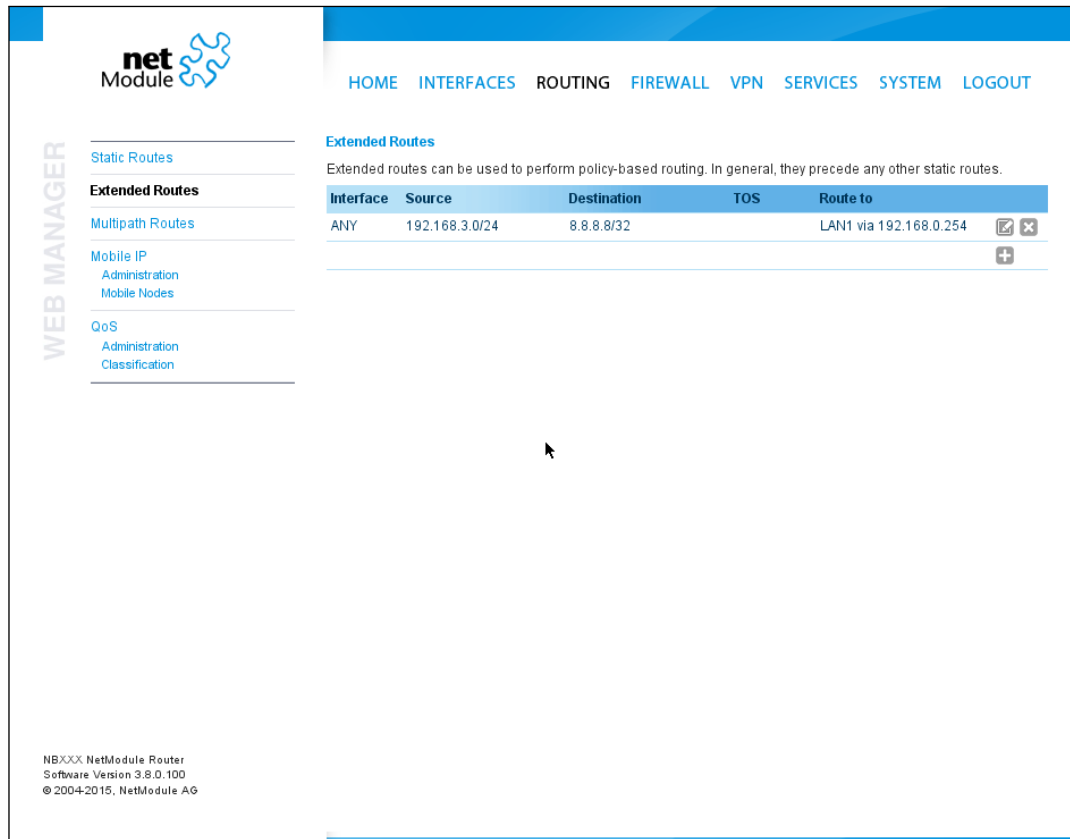 net
Module
HOME INTERFACES ROUTING FIREWALL VPN SERVICES SYSTEM LOGOUT
WEB MANAGER
Static Routes
Extended Routes
Multipath Routes
Mobile IP
Administration
Mobile Nodes
QoS
Administration
Classification
Extended Routes
Extended routes can be used to perform policy-based routing. In general, they precede any other static routes.
Interface Source Destination TOS Route to
ANY 192.168.3.0/24 8.8.8.8/32 LAN1 via 192.168.0.254
NBXXX NetModule Router
Software Version 3.8.0.100
© 2004-2015, NetModule AG